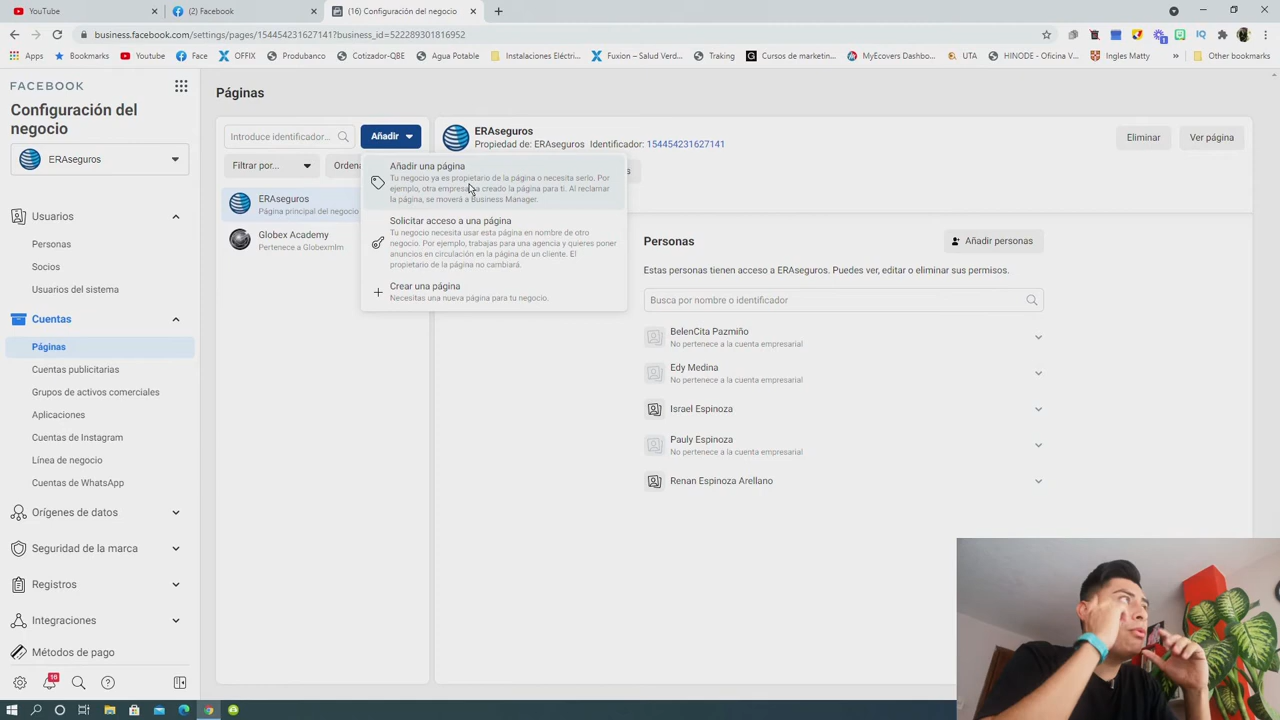 YouTube
(2) Facebook
(16) Configuración del negocio
business.facebook.com/settings/pages/154454231627141?business_id=522289301816952
Apps
Bookmarks
Youtube
Face
OFFIX
Produbanco
Cotizador-QBE
Agua Potable
Instalaciones Eléctri...
Fuxion – Salud Verd...
Traking
Cursos de marketin...
MyEcovers Dashbo...
UTA
HINODE - Oficina V...
Ingles Matty
Other bookmarks
FACEBOOK
Configuración del
negocio
ERAseguros
Usuarios
Personas
Socios
Usuarios del sistema
Cuentas
Páginas
Cuentas publicitarias
Grupos de activos comerciales
Aplicaciones
Cuentas de Instagram
Línea de negocio
Cuentas de WhatsApp
Orígenes de datos
Seguridad de la marca
Registros
Integraciones
Métodos de pago
16
Páginas
Introduce identificador...
Añadir
Filtrar por...
Ordena
ERAseguros
Página principal del negocio
Globex Academy
Pertenece a Globexmlm
Añadir una página
Tu negocio ya es propietario de la página o necesita serlo. Por
ejemplo, otra empresa creado la página para ti. Al reclamar
la página, se moverá a Business Manager.
Solicitar acceso a una página
Tu negocio necesita usar esta página en nombre de otro
negocio. Por ejemplo, trabajas para una agencia y quieres poner
anuncios en circulación en la página de un cliente. El
propietario de la página no cambiará.
Crear una página
Necesitas una nueva página para tu negocio.
ERAseguros
Propiedad de: ERAseguros Identificador: 154454231627141
Eliminar
Ver página
s
Personas
Añadir personas
Estas personas tienen acceso a ERAseguros. Puedes ver, editar o eliminar sus permisos.
Busca por nombre o identificador
BelenCita Pazmiño
No pertenece a la cuenta empresarial
Edy Medina
No pertenece a la cuenta empresarial
Israel Espinoza
Pauly Espinoza
No pertenece a la cuenta empresarial
Renan Espinoza Arellano